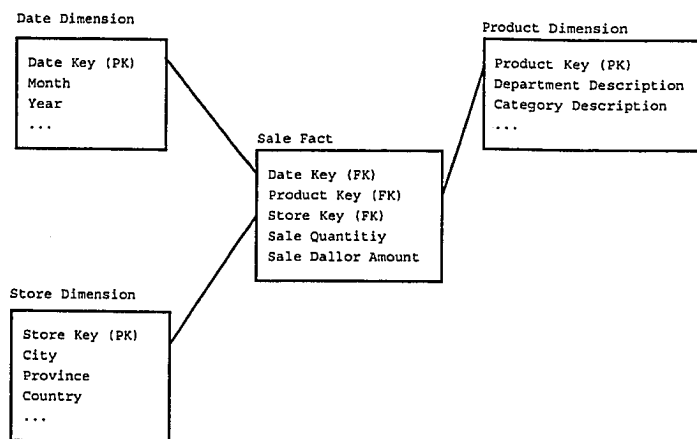 Date Dimension
Date Key (PK)
Month
Year
...
Product Dimension
Product Key (PK)
Department Description
Category Description
...
Sale Fact
Date Key (FK)
Product Key (FK)
Store Key (FK)
Sale Quantitiy
Sale Dallor Amount
Store Dimension
Store Key (PK)
City
Province
Country
...